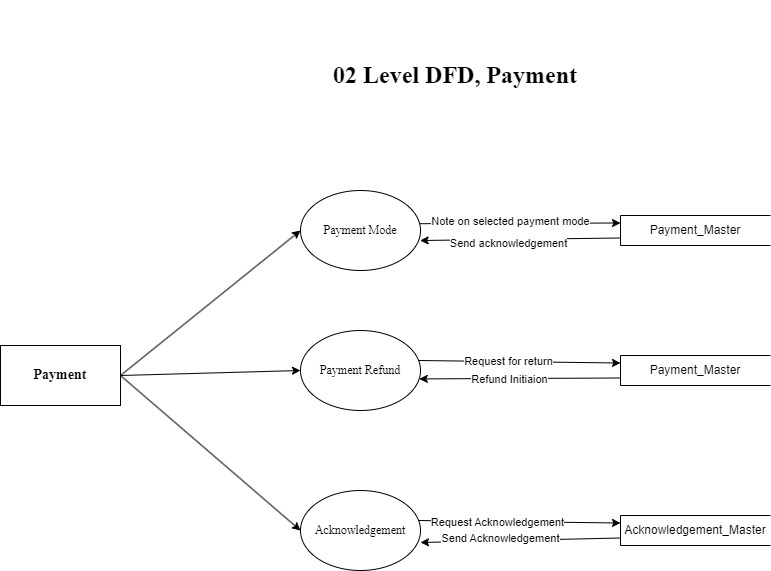 02 Level DFD, Payment
Payment Mode
Note on selected payment mode
Send acknowledgement
Payment_Master
Payment
Payment Refund
Request for return
Refund Initiaion
Payment_Master
Acknowledgement
Request Acknowledgement
Send Acknowledgement
Acknowledgement_Master